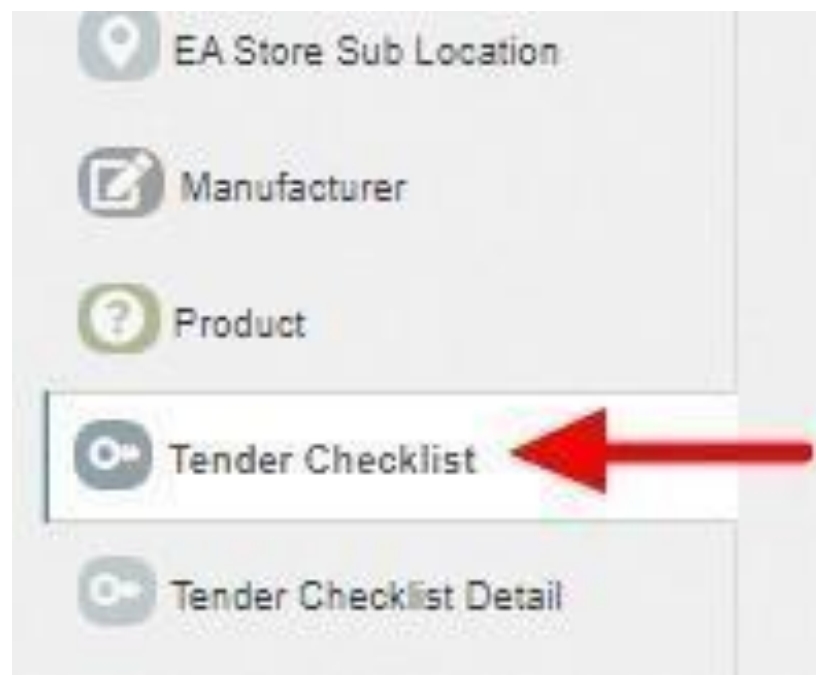 EA Store Sub Location
Manufacturer
Product
Tender Checklist
Tender Checklist Detail